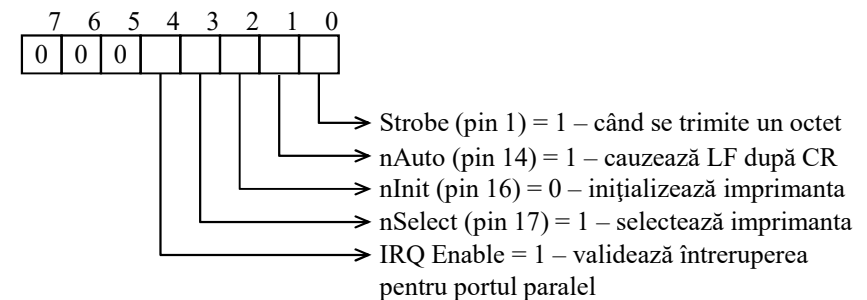 7 6 5 4 3 2 1 0
0 0 0
Strobe (pin 1) = 1 – când se trimite un octet
nAuto (pin 14) = 1 – cauzează LF după CR
nInit (pin 16) = 0 – iniţializează imprimanta
nSelect (pin 17) = 1 – selectează imprimanta
IRQ Enable = 1 – validează întreruperea
pentru portul paralel